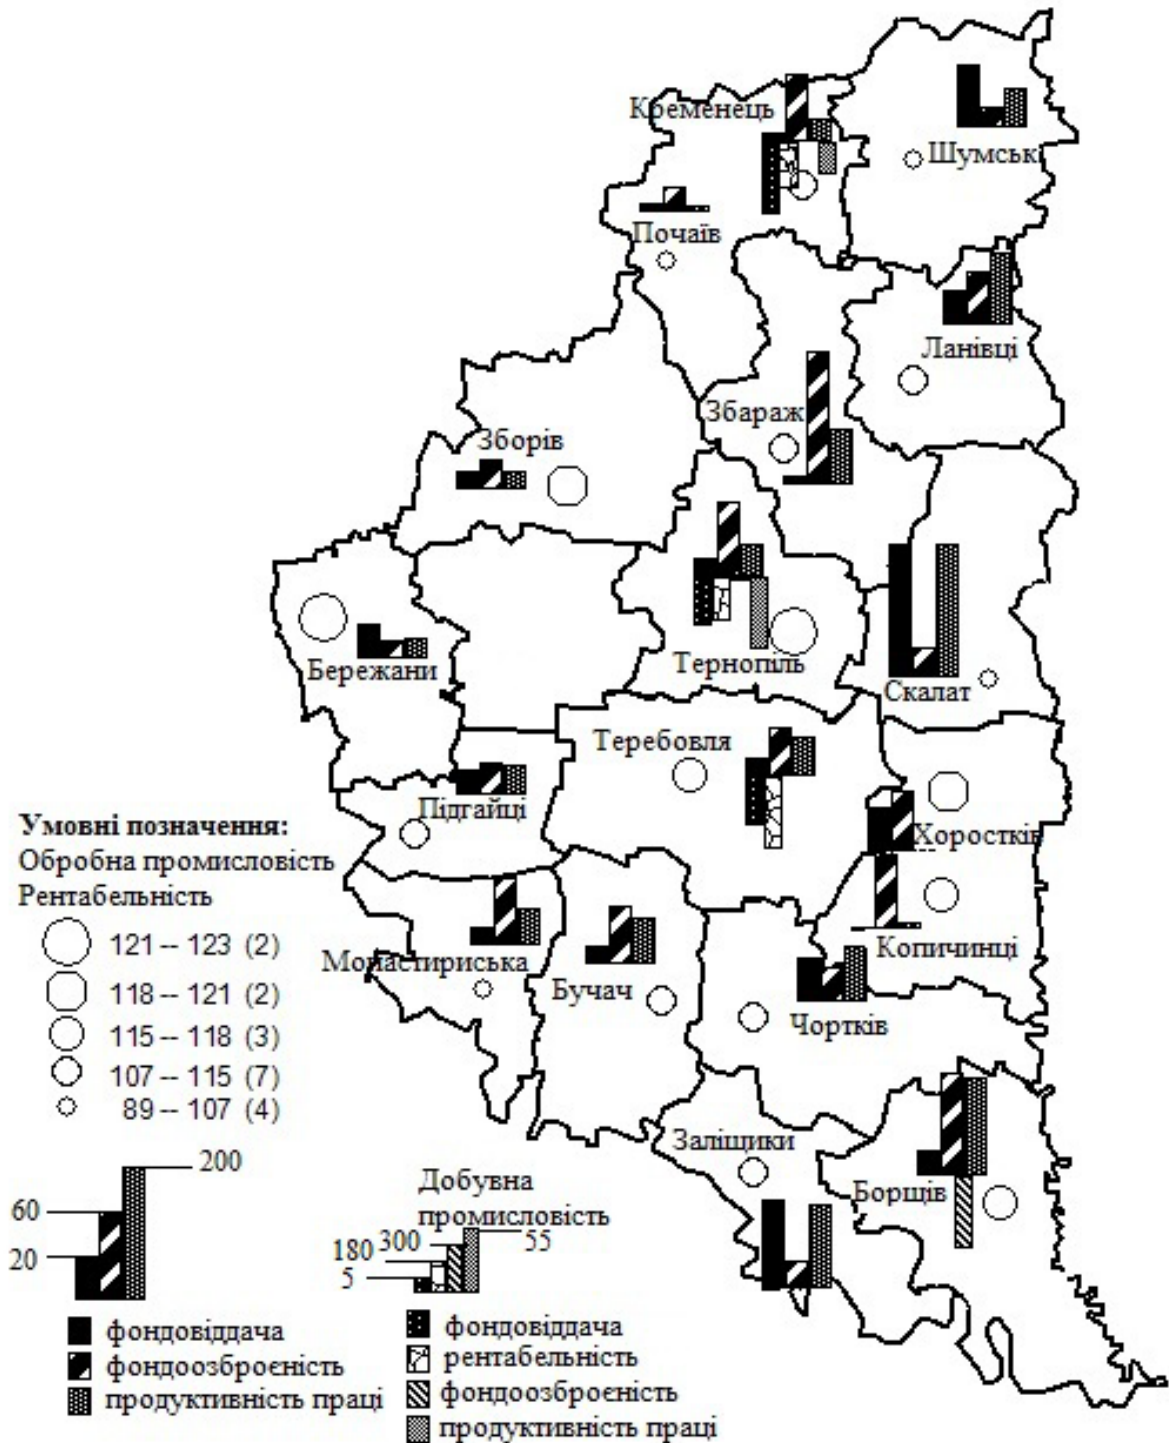 Кременець
Шумськ
Почаїв
Ланівці
Збараж
Зборів
Бережани
Тернопіль
Скалат
Теребовля
Підгайці
Хоростків
Умовні позначення:
Обробна промисловість
Рентабельність
121 -- 123 (2)
118 -- 121 (2)
115 -- 118 (3)
107 -- 115 (7)
89 -- 107 (4)
Монастириська
Бучач
Копичинці
Чортків
Заліщики
Борщів
200
60
20
фондовіддача
фондоозброєність
продуктивність праці
Добувна
промисловість
180 300 55
5
фондовіддача
рентабельність
фондоозброєність
продуктивність праці